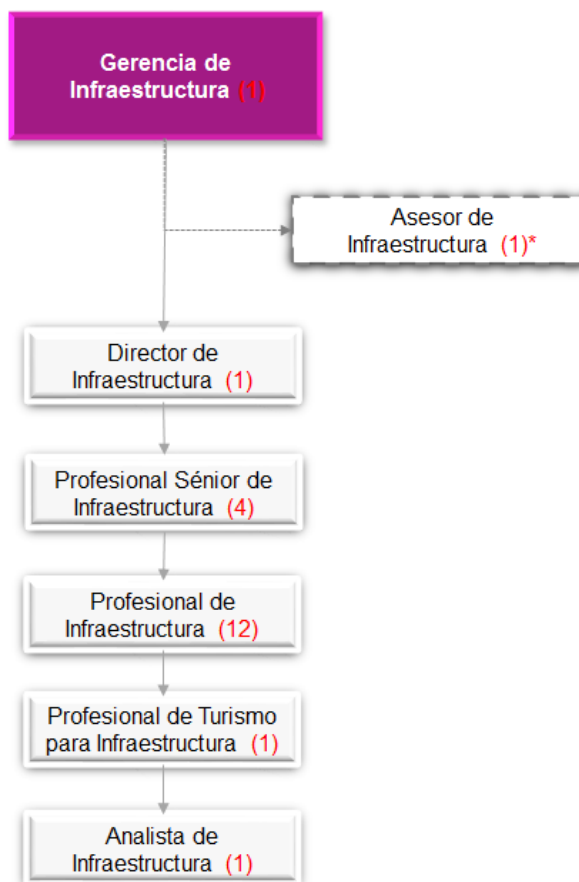 Gerencia de
Infraestructura (1)
Asesor de
Infraestructura (1)*
Director de
Infraestructura (1)
Profesional Sénior de
Infraestructura (4)
Profesional de
Infraestructura (12)
Profesional de Turismo
para Infraestructura (1)
Analista de
Infraestructura (1)